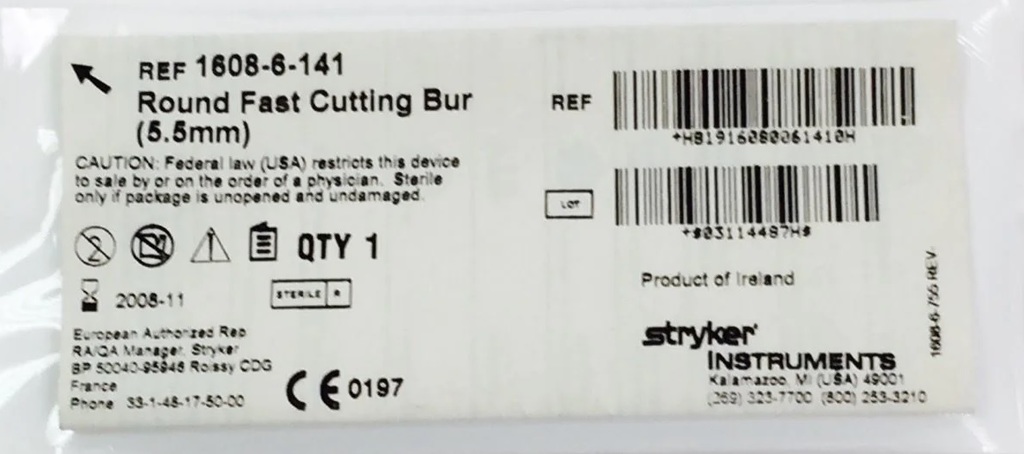 REF 1608-6-141
Round Fast Cutting Bur
(5.5mm)
CAUTION: Federal law (USA) restricts this device
to sale by or on the order of a physician. Sterile
only if package is unopened and undamaged.
2
QTY 1
2008-11
STERILE R
European Authorized Rep
RA/QA Manager, Stryker
BP 50040-95946 Roissy CDG
France
Phone 33-1-48-17-50-00
CE 0197
REF
+H81916080061410H
LOT
+$03114487H$
Product of Ireland
stryker
INSTRUMENTS
Kalamazoo, MI (USA) 49001
(269) 323-7700 (800) 253-3210
1608-6-755 REV-